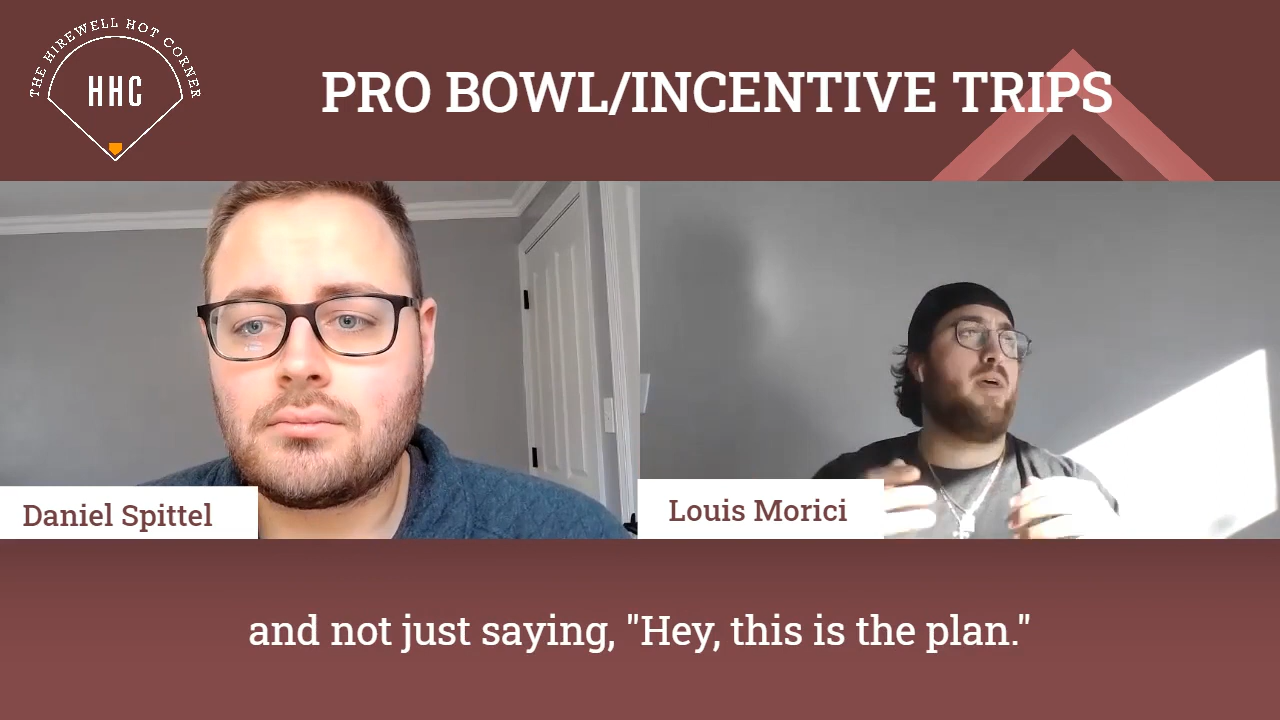 THE HIREWELL HOT CORNER
HHC
PRO BOWL/INCENTIVE TRIPS
Daniel Spittel
Louis Morici
and not just saying, "Hey, this is the plan."